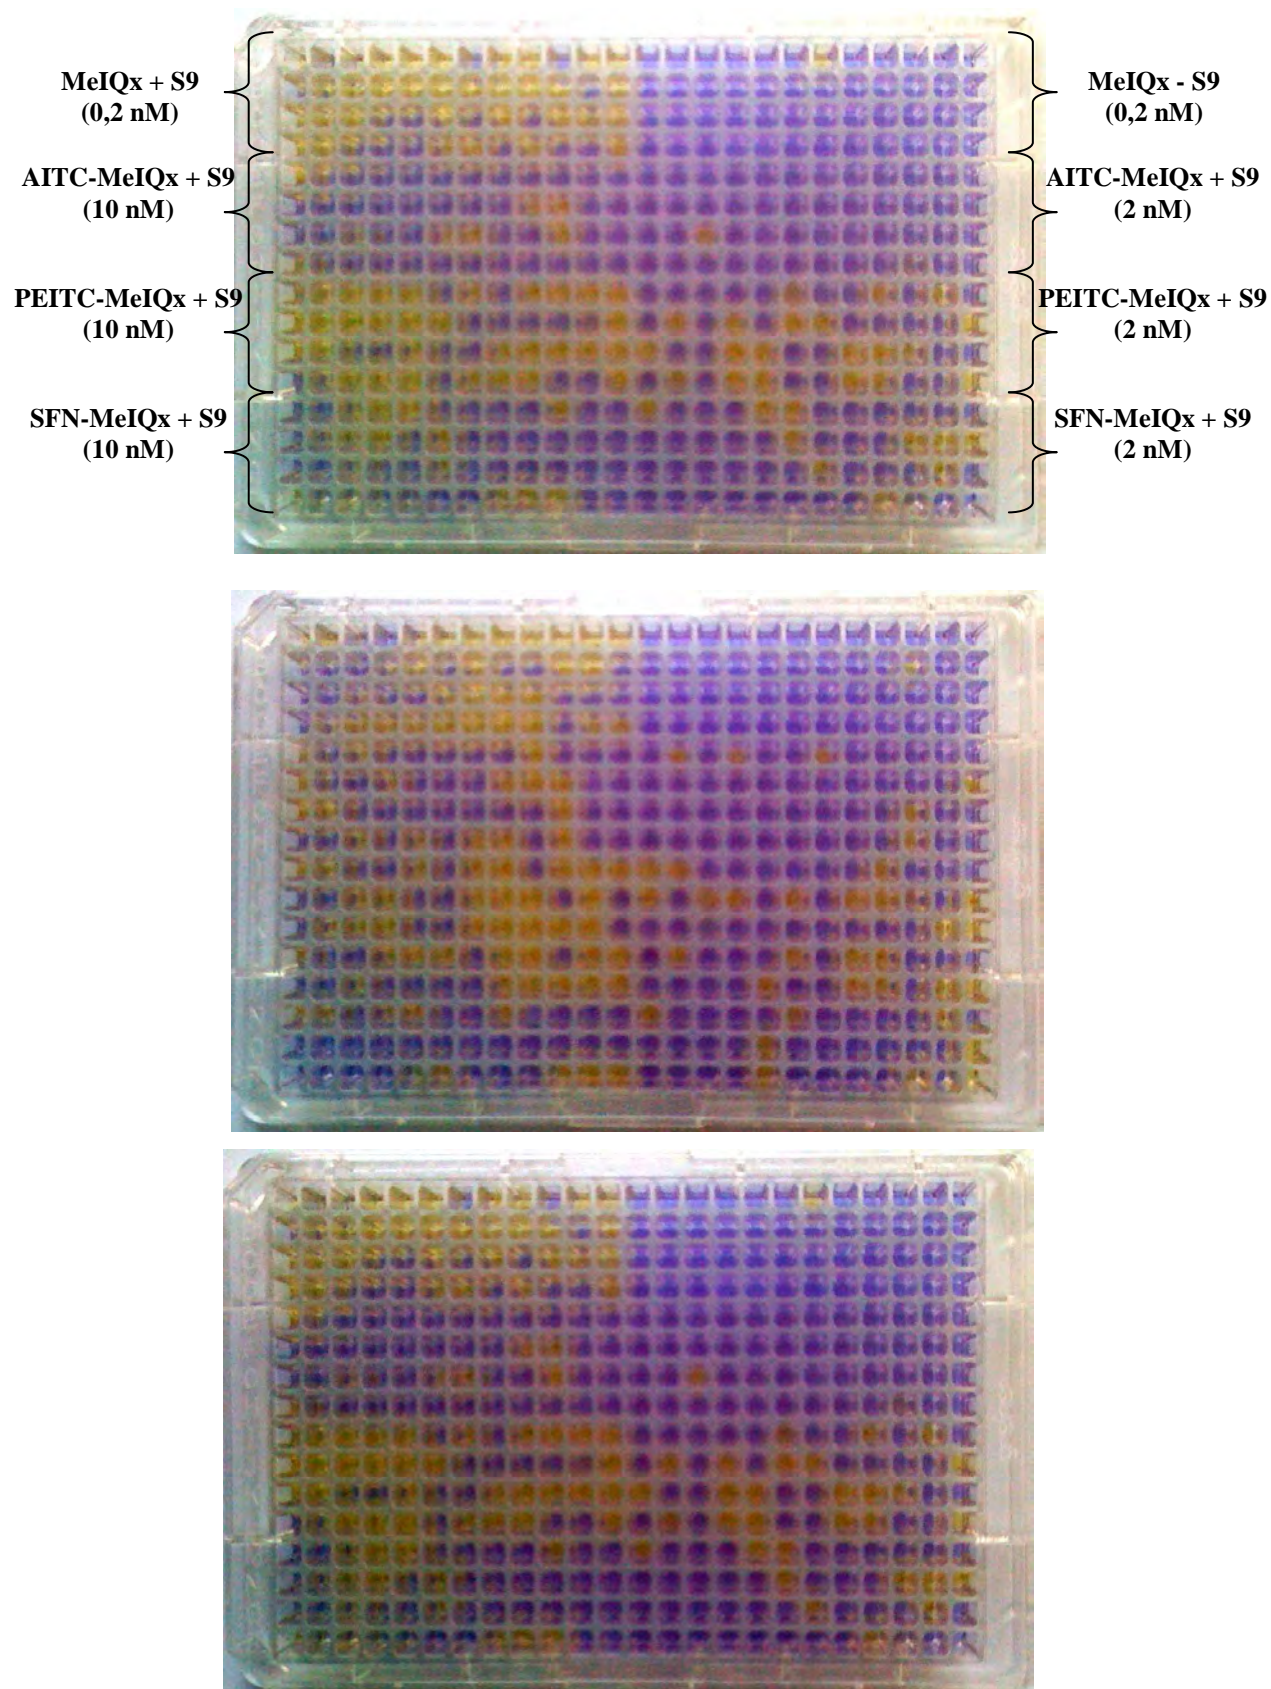 MeIQx + S9
(0,2 nM)
AITC-MeIQx + S9
(10 nM)
PEITC-MeIQx + S9
(10 nM)
SFN-MeIQx + S9
(10 nM)
MeIQx - S9
(0,2 nM)
AITC-MeIQx + S9
(2 nM)
PEITC-MeIQx + S9
(2 nM)
SFN-MeIQx + S9
(2 nM)